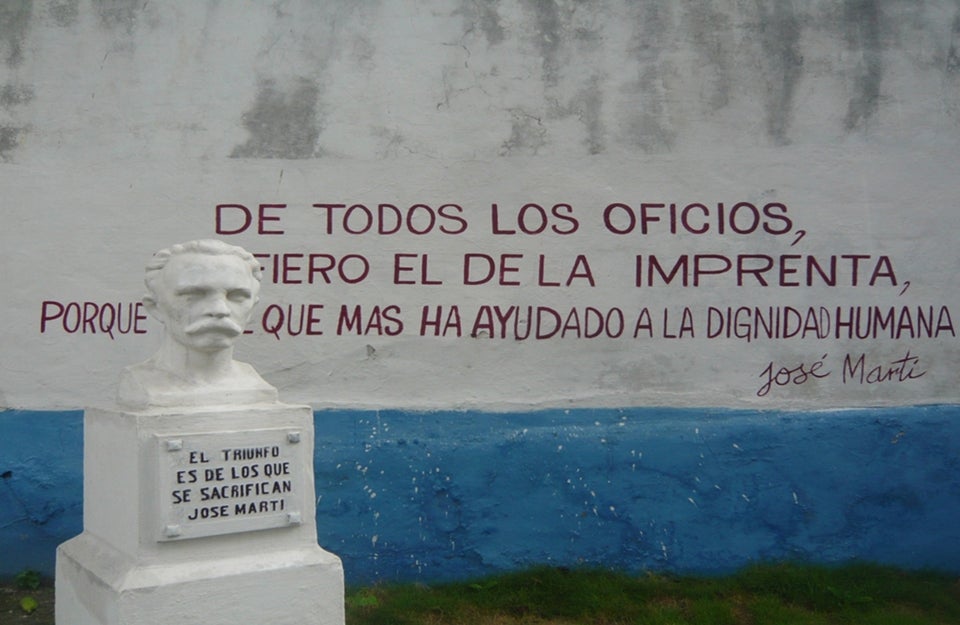 DE TODOS LOS OFICIOS,
FIERO EL DE LA IMPRENTA,
PORQUE QUE MAS HA AYUDADO A LA DIGNIDAD HUMANA
José Martí
EL TRIUNFO
ES DE LOS QUE
SE SACRIFICAN
JOSE MARTI